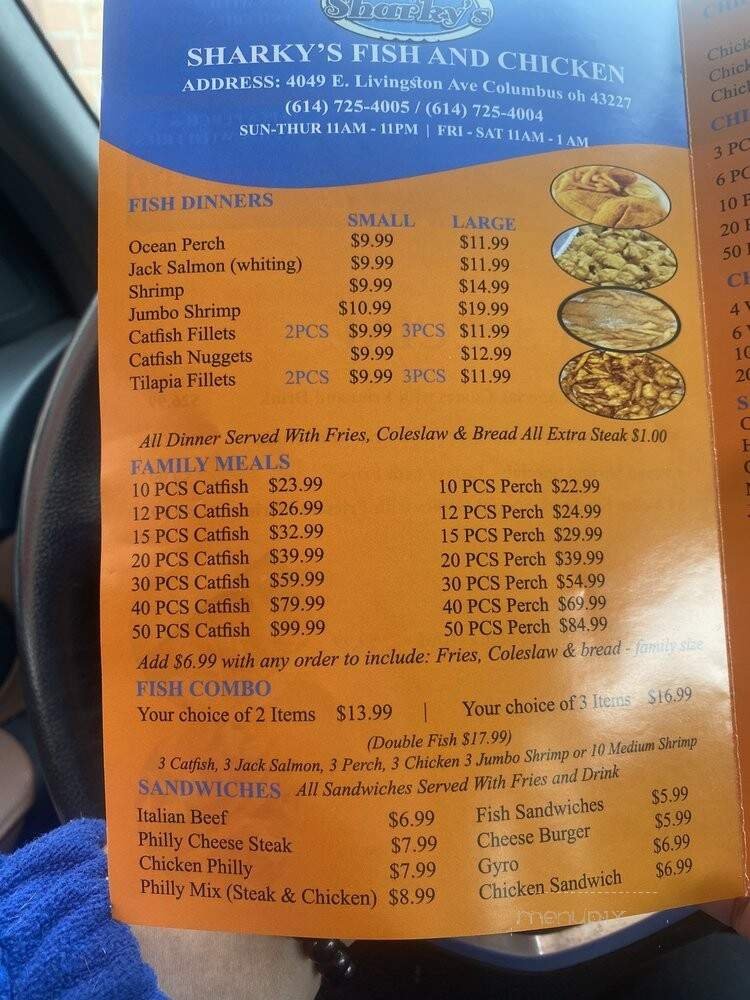 Sharky's
SHARKY'S FISH AND CHICKEN
ADDRESS: 4049 E. Livingston Ave Columbus oh 43227
(614) 725-4005 / (614) 725-4004
SUN-THUR 11AM - 11PM | FRI - SAT 11AM - 1 AM
FISH DINNERS
SMALL LARGE
Ocean Perch $9.99 $11.99
Jack Salmon (whiting) $9.99 $11.99
Shrimp $9.99 $14.99
Jumbo Shrimp $10.99 $19.99
Catfish Fillets 2PCS $9.99 3PCS $11.99
Catfish Nuggets $9.99 $12.99
Tilapia Fillets 2PCS $9.99 3PCS $11.99
All Dinner Served With Fries, Coleslaw & Bread All Extra Steak $1.00
FAMILY MEALS
10 PCS Catfish $23.99 10 PCS Perch $22.99
12 PCS Catfish $26.99 12 PCS Perch $24.99
15 PCS Catfish $32.99 15 PCS Perch $29.99
20 PCS Catfish $39.99 20 PCS Perch $39.99
30 PCS Catfish $59.99 30 PCS Perch $54.99
40 PCS Catfish $79.99 40 PCS Perch $69.99
50 PCS Catfish $99.99 50 PCS Perch $84.99
Add $6.99 with any order to include: Fries, Coleslaw & bread - family size
FISH COMBO
Your choice of 2 Items $13.99 | Your choice of 3 Items $16.99
(Double Fish $17.99)
3 Catfish, 3 Jack Salmon, 3 Perch, 3 Chicken 3 Jumbo Shrimp or 10 Medium Shrimp
SANDWICHES All Sandwiches Served With Fries and Drink
Italian Beef $6.99 Fish Sandwiches $5.99
Philly Cheese Steak $7.99 Cheese Burger $5.99
Chicken Philly $7.99 Gyro $6.99
Philly Mix (Steak & Chicken) $8.99 Chicken Sandwich $6.99
menupix
3 PC
6 PC
10 P
20
50
4
6
10
20